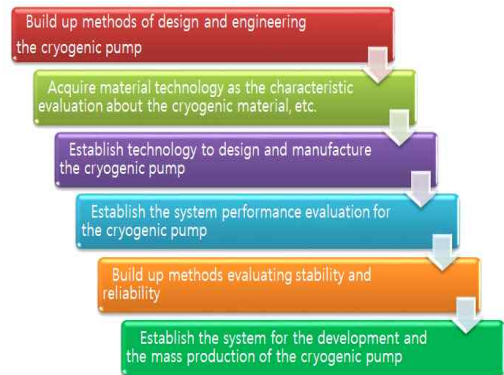 Build up methods of design and engineering
the cryogenic pump
Acquire material technology as the characteristic
evaluation about the cryogenic material, etc.
Establish technology to design and manufacture
the cryogenic pump
Establish the system performance evaluation for
the cryogenic pump
Build up methods evaluating stability and
reliability
Establish the system for the development and
the mass production of the cryogenic pump